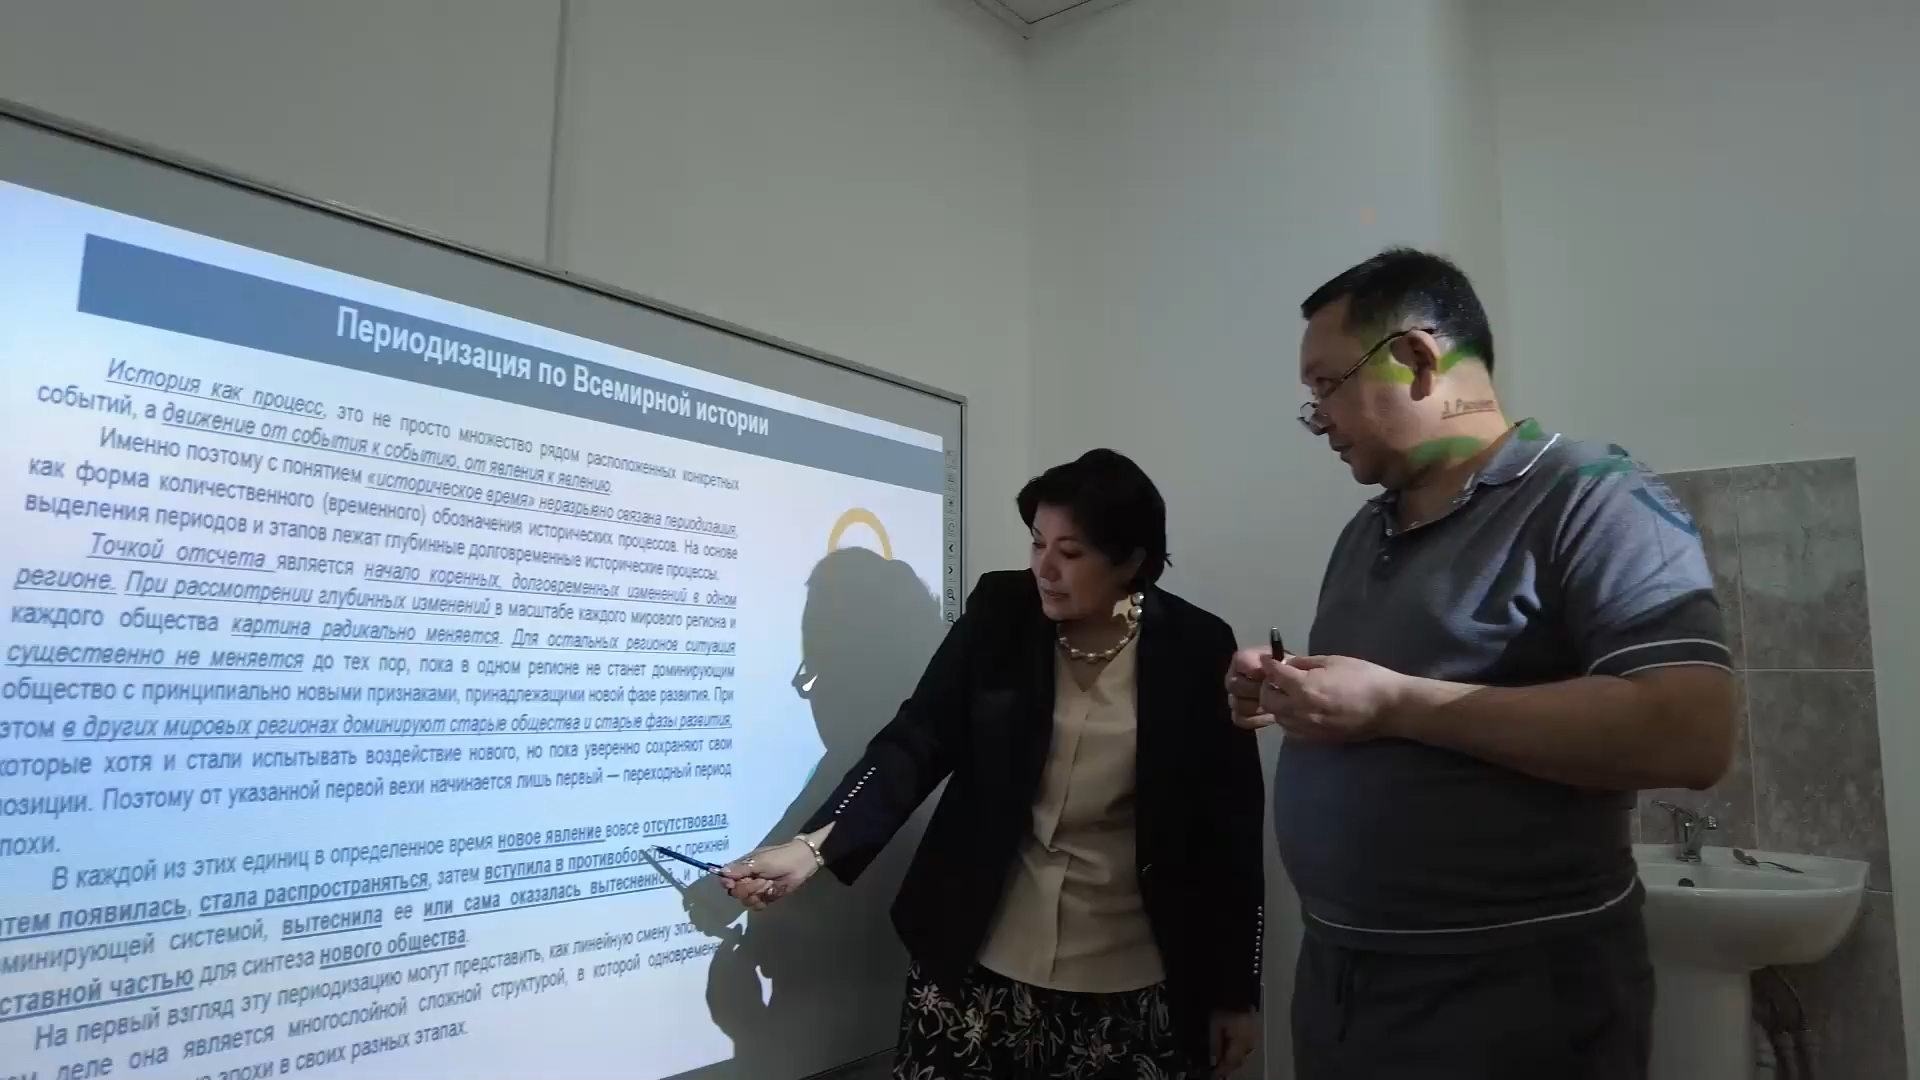 Периодизация по Всемирной истории
История как процесс, это не просто множество рядом расположенных конкретных
событий, а движение от события к событию, от явления к явлению.
Именно поэтому с понятием «историческое время» неразрывно связана периодизация,
как форма количественного (временного) обозначения исторических процессов. На основе
выделения периодов и этапов лежат глубинные долговременные исторические процессы.
Точкой отсчета является начало коренных, долговременных изменений в одном
регионе. При рассмотрении глубинных изменений в масштабе каждого мирового региона и
каждого общества картина радикально меняется. Для остальных регионов ситуация
существенно не меняется до тех пор, пока в одном регионе не станет доминирующим
общество с принципиально новыми признаками, принадлежащими новой фазе развития. При
этом в других мировых регионах доминируют старые общества и старые фазы развития,
которые хотя и стали испытывать воздействие нового, но пока уверенно сохраняют свои
позиции. Поэтому от указанной первой вехи начинается лишь первый — переходный период
похи.
В каждой из этих единиц в определенное время новое явление вовсе отсутствовала,
тем появилась, стала распространяться, затем вступила в противоборство с прежней
минирующей системой, вытеснила ее или сама оказалась вытесненной, и
ставной частью для синтеза нового общества.
На первый взгляд эту периодизацию могут представить, как линейную смену эпо
деле она является многослойной сложной структурой, в которой одновремен
эпохи в своих разных этапах.